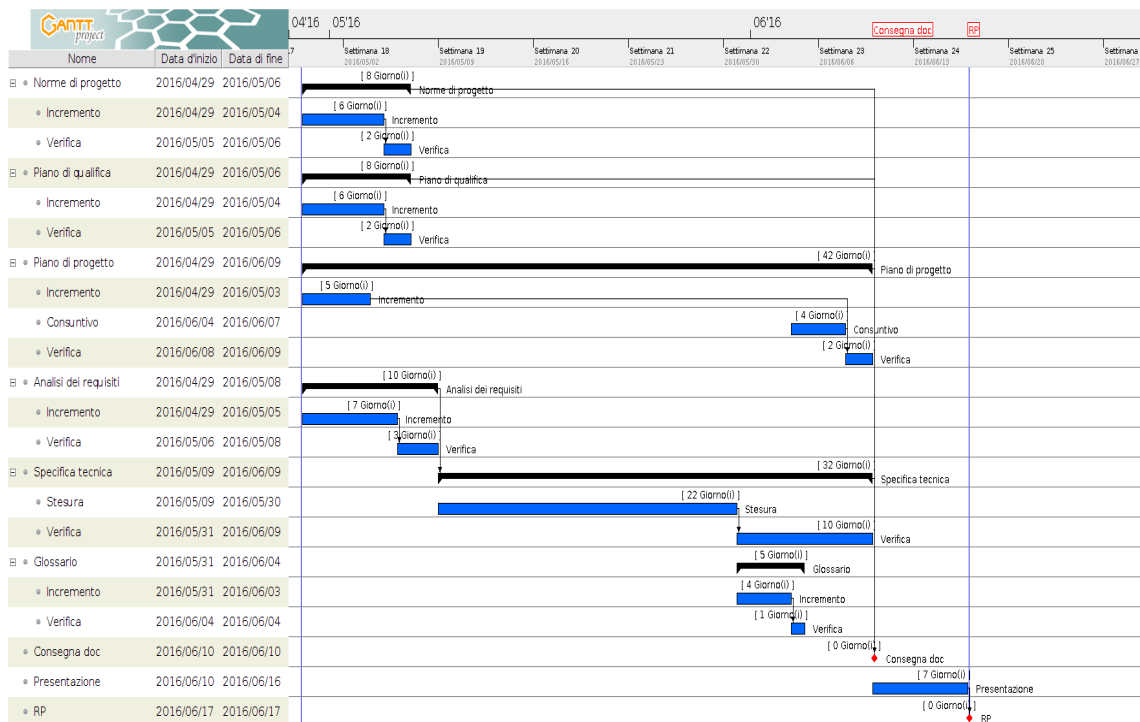 GANTT project
04'16 05'16 06'16
Consegna doc RP
Nome Data d'inizio Data di fine
7 Settimana 18 Settimana 19 Settimana 20 Settimana 21 Settimana 22 Settimana 23 Settimana 24 Settimana 25 Settimana
2016/05/02 2016/05/09 2016/05/16 2016/05/23 2016/05/30 2016/06/06 2016/06/13 2016/06/20 2016/06/27
Norme di progetto 2016/04/29 2016/05/06 [ 8 Giorno(i) ] Norme di progetto
Incremento 2016/04/29 2016/05/04 [ 6 Giorno(i) ] Incremento
Verifica 2016/05/05 2016/05/06 [ 2 Giorno(i) ] Verifica
Piano di qualifica 2016/04/29 2016/05/06 [ 8 Giorno(i) ] Piano di qualifica
Incremento 2016/04/29 2016/05/04 [ 6 Giorno(i) ] Incremento
Verifica 2016/05/05 2016/05/06 [ 2 Giorno(i) ] Verifica
Piano di progetto 2016/04/29 2016/06/09 [ 42 Giorno(i) ] Piano di progetto
Incremento 2016/04/29 2016/05/03 [ 5 Giorno(i) ] Incremento
Consuntivo 2016/06/04 2016/06/07 [ 4 Giorno(i) ] Consuntivo
Verifica 2016/06/08 2016/06/09 [ 2 Giorno(i) ] Verifica
Analisi dei requisiti 2016/04/29 2016/05/08 [ 10 Giorno(i) ] Analisi dei requisiti
Incremento 2016/04/29 2016/05/05 [ 7 Giorno(i) ] Incremento
Verifica 2016/05/06 2016/05/08 [ 3 Giorno(i) ] Verifica
Specifica tecnica 2016/05/09 2016/06/09 [ 32 Giorno(i) ] Specifica tecnica
Stesura 2016/05/09 2016/05/30 [ 22 Giorno(i) ] Stesura
Verifica 2016/05/31 2016/06/09 [ 10 Giorno(i) ] Verifica
Glossario 2016/05/31 2016/06/04 [ 5 Giorno(i) ] Glossario
Incremento 2016/05/31 2016/06/03 [ 4 Giorno(i) ] Incremento
Verifica 2016/06/04 2016/06/04 [ 1 Giorno(i) ] Verifica
Consegna doc 2016/06/10 2016/06/10 [ 0 Giorno(i) ] Consegna doc
Presentazione 2016/06/10 2016/06/16 [ 7 Giorno(i) ] Presentazione
RP 2016/06/17 2016/06/17 [ 0 Giorno(i) ] RP